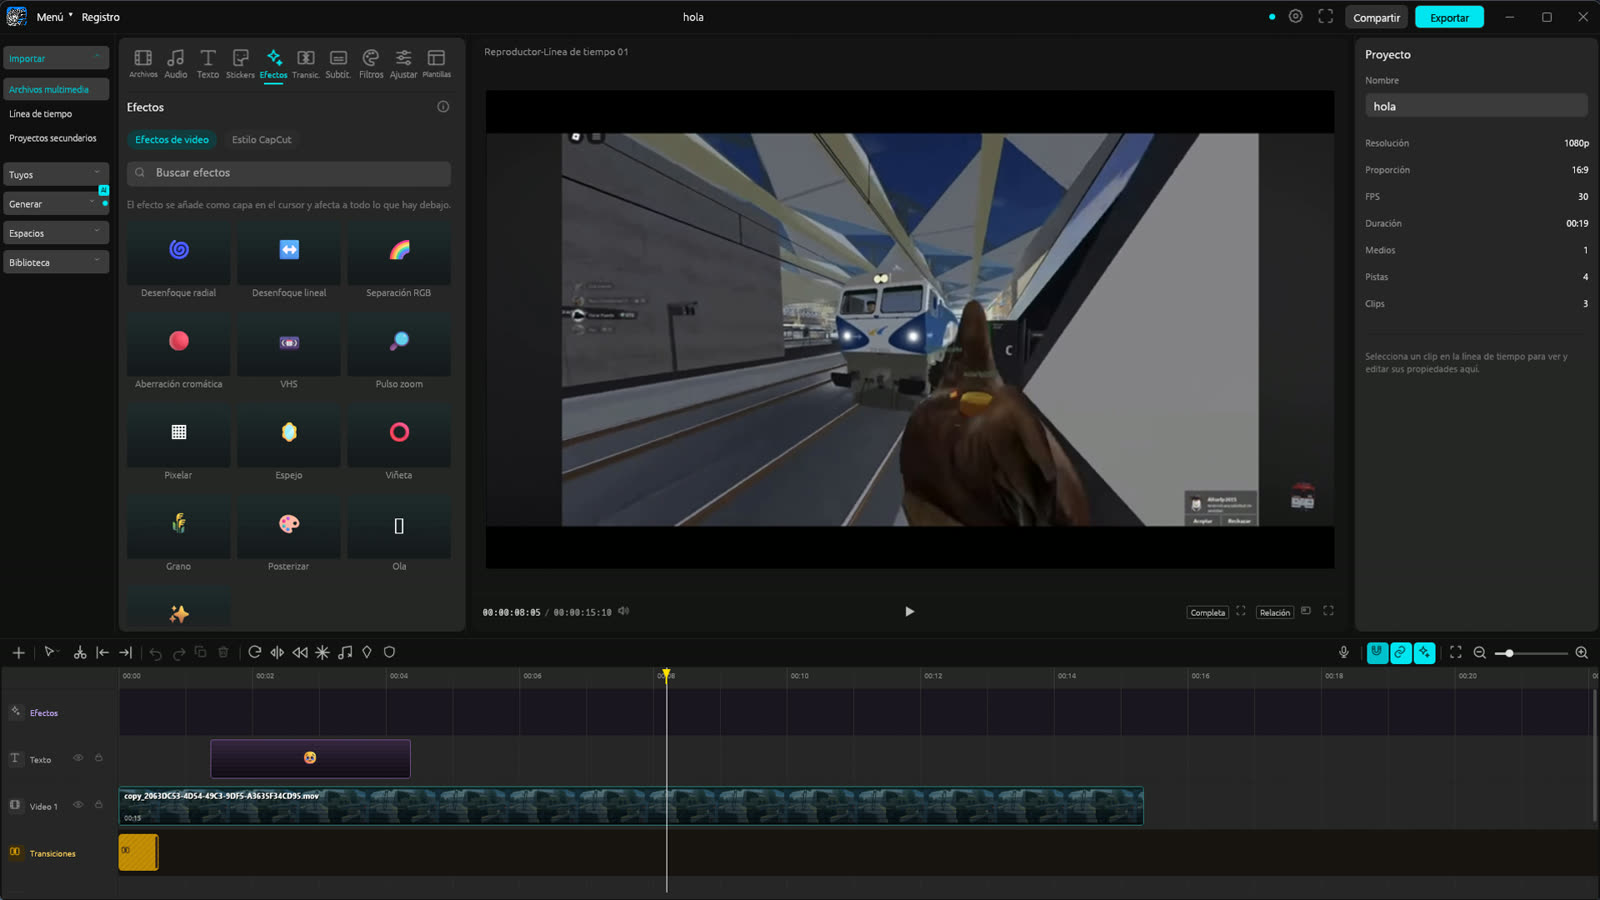 Menú
Registro
hola
Compartir
Exportar
Importar
Archivos multimedia
Línea de tiempo
Proyectos secundarios
Tuyos
AI
Generar
Espacios
Biblioteca
Archivos
Audio
Texto
Stickers
Efectos
Transic.
Subtít.
Filtros
Ajustar
Plantillas
Efectos
Efectos de video
Estilo CapCut
Buscar efectos
El efecto se añade como capa en el cursor y afecta a todo lo que hay debajo.
Desenfoque radial
Desenfoque lineal
Separación RGB
Aberración cromática
VHS
Pulso zoom
Pixelar
Espejo
Viñeta
Grano
Posterizar
Ola
Reproductor-Línea de tiempo 01
C
Aceptar
Rechazar
00:00:08:05 / 00:00:15:10
Completa
Relación
Proyecto
Nombre
hola
Resolución
1080p
Proporción
16:9
FPS
30
Duración
00:19
Medios
1
Pistas
4
Clips
3
Selecciona un clip en la línea de tiempo para ver y
editar sus propiedades aquí.
00:00
00:02
00:04
00:06
00:08
00:10
00:12
00:14
00:16
00:18
00:20
Efectos
Texto
Video 1
copy_2063DC53-4D54-49C3-9DF5-A3635F34CD95.mov
00:15
Transiciones